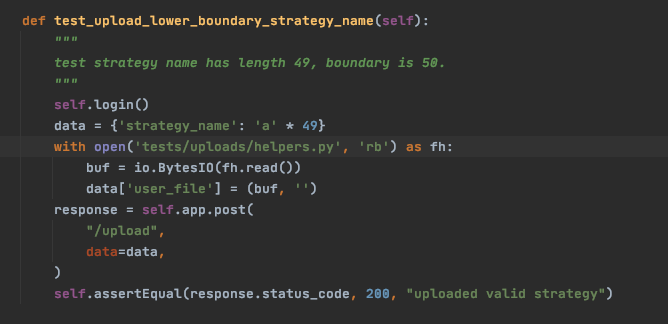 def test_upload_lower_boundary_strategy_name(self):
    """
    test strategy name has length 49, boundary is 50.
    """
    self.login()
    data = {'strategy_name': 'a' * 49}
    with open('tests/uploads/helpers.py', 'rb') as fh:
        buf = io.BytesIO(fh.read())
        data['user_file'] = (buf, '')
    response = self.app.post(
        "/upload",
        data=data,
    )
    self.assertEqual(response.status_code, 200, "uploaded valid strategy")